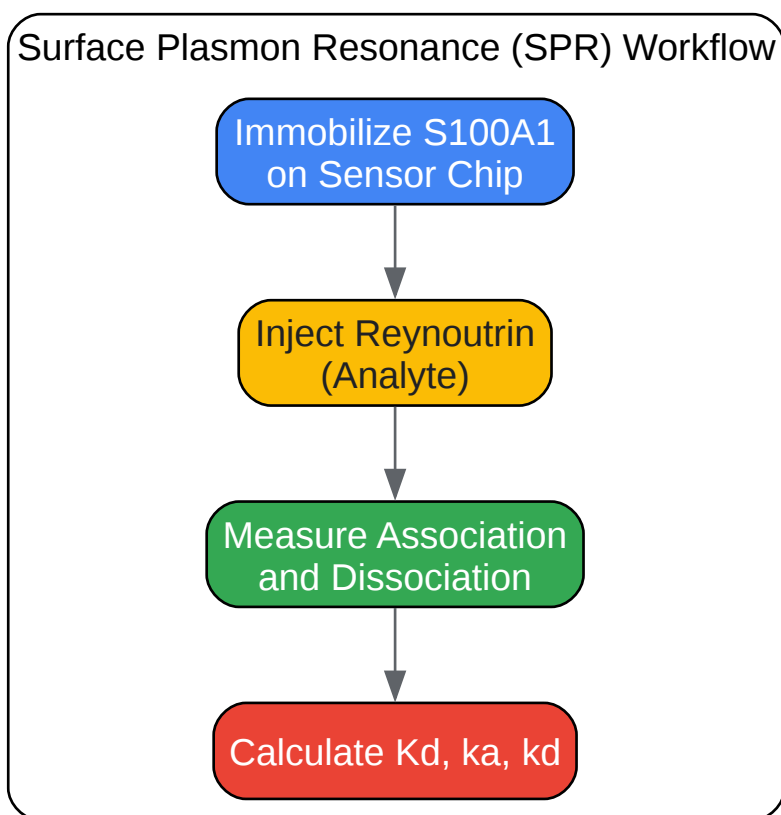 Surface Plasmon Resonance (SPR) Workflow
Immobilize S100A1
on Sensor Chip
Inject Reynoutrin
(Analyte)
Measure Association
and Dissociation
Calculate Kd, ka, kd